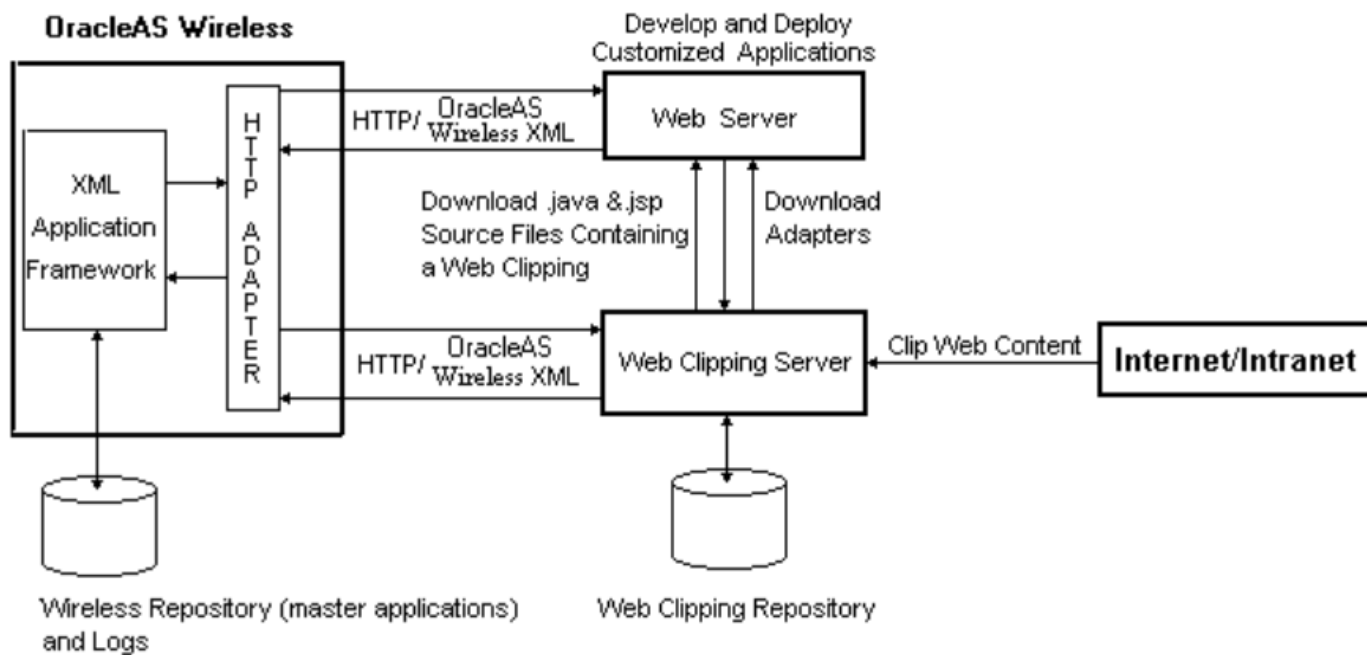 OracleAS Wireless
Develop and Deploy
Customized Applications
HTTP ADAPTER
XML
Application
Framework
HTTP/ OracleAS
Wireless XML
Web Server
Download .java &.jsp
Source Files Containing
a Web Clipping
Download
Adapters
HTTP/ OracleAS
Wireless XML
Web Clipping Server
Clip Web Content
Internet/Intranet
Wireless Repository (master applications)
and Logs
Web Clipping Repository